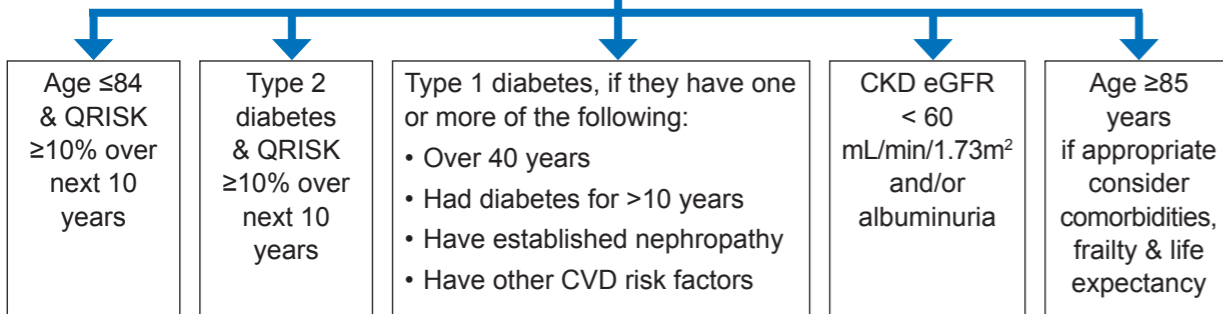 Age ≤84
& QRISK
≥10% over
next 10
years
Type 2
diabetes
& QRISK
≥10% over
next 10
years
Type 1 diabetes, if they have one
or more of the following:
• Over 40 years
• Had diabetes for >10 years
• Have established nephropathy
• Have other CVD risk factors
CKD eGFR
< 60
mL/min/1.73m²
and/or
albuminuria
Age ≥85
years
if appropriate
consider
comorbidities,
frailty & life
expectancy